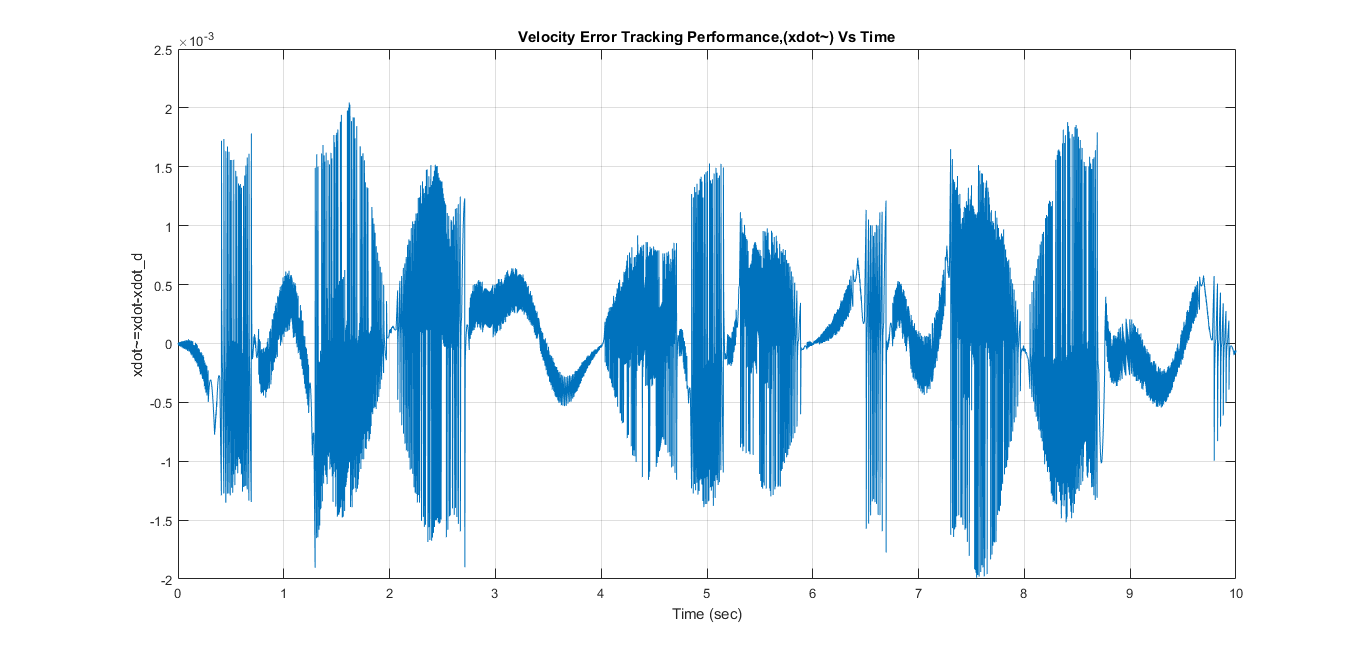 Velocity Error Tracking Performance,(xdot~) Vs Time
×10⁻³
2.5
2
1.5
1
0.5
0
-0.5
-1
-1.5
-2
xdot~=xdot-xdot_d
0 1 2 3 4 5 6 7 8 9 10
Time (sec)